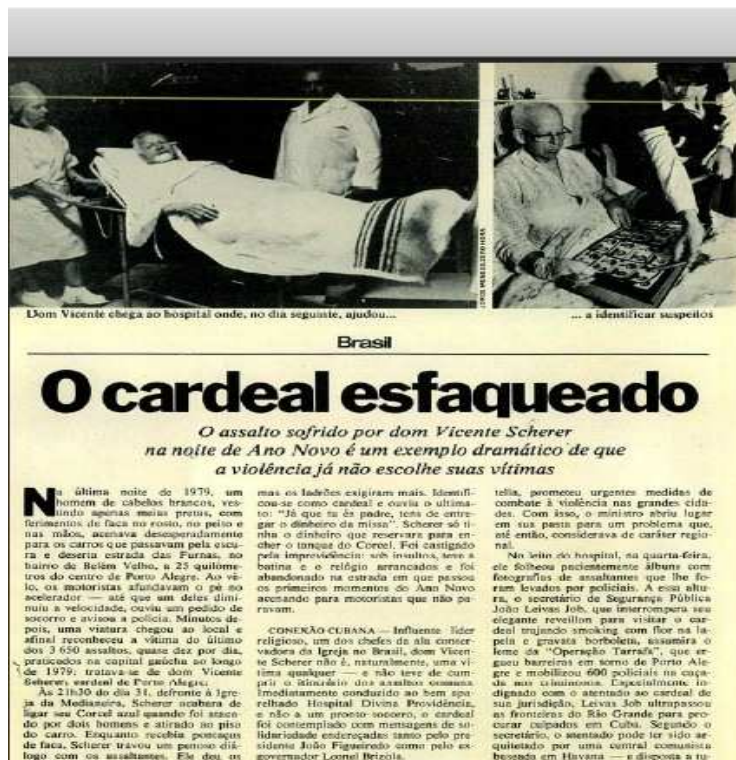 Dom Vicente chega ao hospital onde, no dia seguinte, ajudou...
... a identificar suspeitos
Brasil
O cardeal esfaqueado
O assalto sofrido por dom Vicente Scherer
na noite de Ano Novo é um exemplo dramático de que
a violência já não escolhe suas vítimas
Na última noite de 1979, um
homem de cabelos brancos, ves-
tindo apenas meias pretas, com
ferimentos de faca no rosto, no peito e
nas mãos, acenava desesperadamente
para os carros que passavam pela escu-
ra e deserta estrada das Furnas, no
bairro de Belém Velho, a 25 quilôme-
tros do centro de Porto Alegre. Ao vê-
lo, os motoristas afundavam o pé no
acelerador — até que um deles dimi-
nuiu a velocidade, ouviu um pedido de
socorro e avisou a polícia. Minutos de-
pois, uma viatura chegou ao local e
afinal reconheceu a vítima do último
dos 3 650 assaltos, quase dez por dia,
praticados na capital gaúcha ao longo
de 1979: tratava-se de dom Vicente
Scherer, cardeal de Porto Alegre.
Às 21h30 do dia 31, defronte à Igre-
ja da Medianeira, Scherer acabara de
ligar seu Corcel azul quando foi ataca-
do por dois homens e atirado ao piso
do carro. Enquanto recebia pontaços
de faca, Scherer travou um penoso diá-
logo com os assaltantes. Ele deu os
mas os ladrões exigiram mais. Identifi-
cou-se como cardeal e ouviu o ultima-
to: "Já que tu és padre, tens de entre-
gar o dinheiro da missa". Scherer só ti-
nha o dinheiro que reservara para en-
cher o tanque do Corcel. Foi castigado
pela improvidência: sob insultos, teve a
batina e o relógio arrancados e foi
abandonado na estrada em que passou
os primeiros momentos do Ano Novo
acenando para motoristas que não pa-
ravam.
CONEXÃO CUBANA — Influente líder
religioso, um dos chefes da ala conser-
vadora da Igreja no Brasil, dom Vicen-
te Scherer não é, naturalmente, uma ví-
tima qualquer — e não teve de cum-
prir o itinerário dos assaltos comuns.
Imediatamente conduzido ao bem apa-
relhado Hospital Divina Providência,
e não a um pronto-socorro, o cardeal
foi contemplado com mensagens de so-
lidariedade endereçadas tanto pelo pre-
sidente João Figueiredo como pelo ex-
governador Leonel Brizola.
telia, prometeu urgentes medidas de
combate à violência nas grandes cida-
des. Com isso, o ministro abriu lugar
em sua pasta para um problema que,
até então, considerava de caráter regio-
nal.
No leito do hospital, na quarta-feira,
ele folheou pacientemente álbuns com
fotografias de assaltantes que lhe fo-
ram levados por policiais. A essa altu-
ra, o secretário de Segurança Pública
João Leivas Job, que interrompeu seu
elegante reveillon para visitar o car-
deal trajando smoking com flor na la-
pela e gravata borboleta, assumira o
leme da "Operação Tarrafa", que er-
gueu barreiras em torno de Porto Ale-
gre e mobilizou 600 policiais na caça-
da aos criminosos. Especialmente in-
dignado com o atentado ao cardeal de
sua jurisdição, Leivas Job ultrapassou
as fronteiras do Rio Grande para pro-
curar culpados em Cuba. Segundo o
secretário, o atentado pode ter sido ar-
quitetado por uma central comunista
baseada em Havana — e disposta a tu-